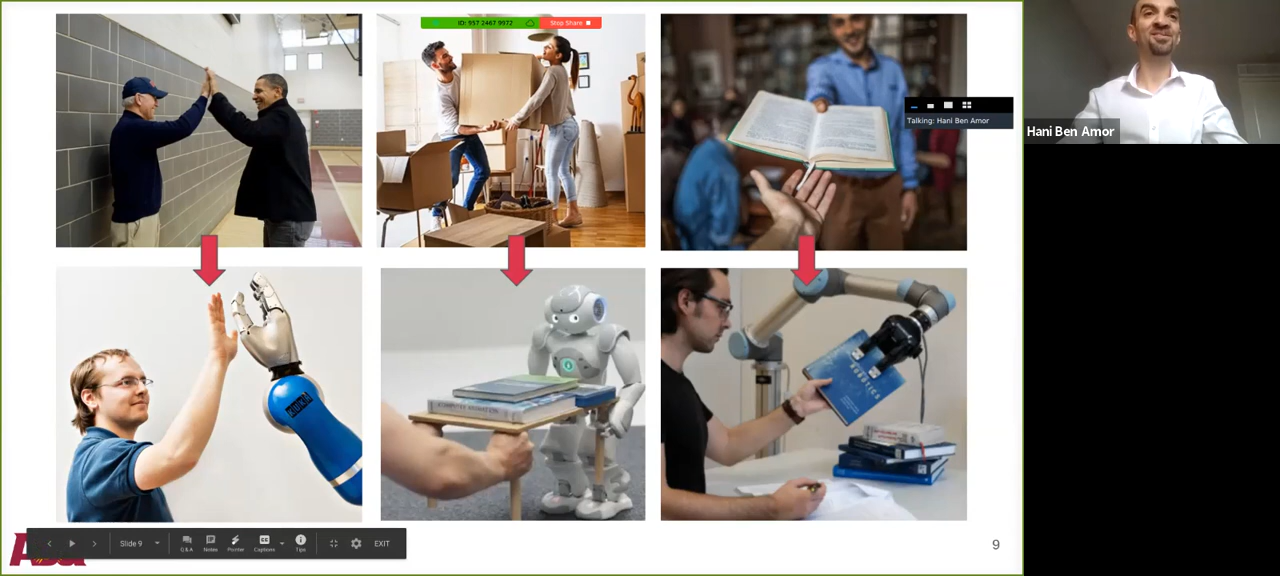 ID: 957 2467 9972
Stop Share
Talking: Hani Ben Amor
Hani Ben Amor
ROBOTICS
Slide 9
Q&A
Notes
Pointer
Captions
Tips
EXIT
9